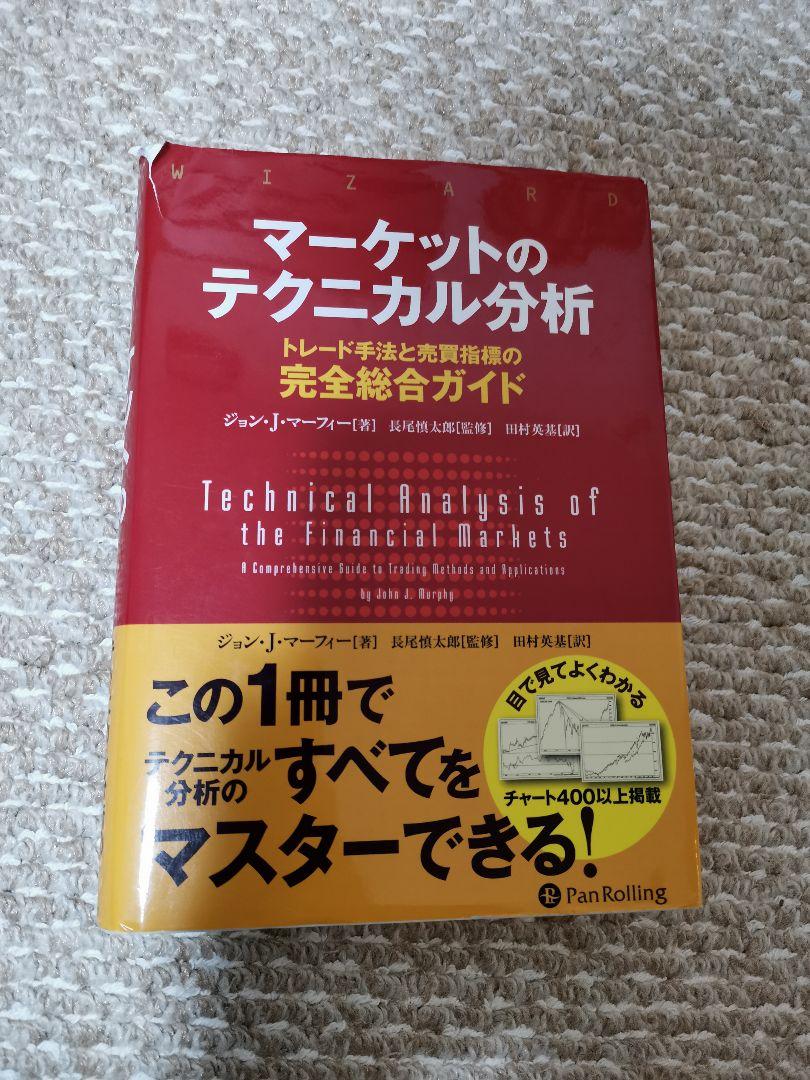 WIZARD
マーケットの
テクニカル分析
トレード手法と売買指標の
完全総合ガイド
ジョン・J・マーフィー[著] 長尾慎太郎[監修] 田村英基[訳]
Technical Analysis of
the Financial Markets
A Comprehensive Guide to Trading Methods and Applications
by John J. Murphy
ジョン・J・マーフィー[著] 長尾慎太郎[監修] 田村英基[訳]
この1冊で
テクニカル
分析の
すべてを
マスターできる!
目で見てよくわかる
チャート400以上掲載
PanRolling